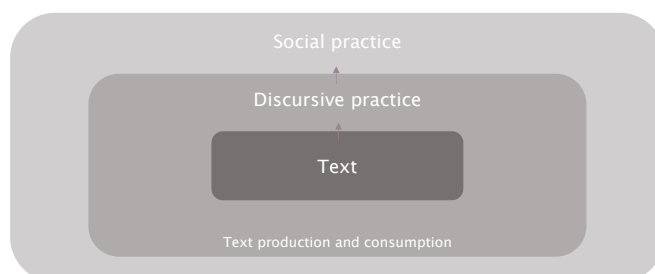 Social practice
Discursive practice
Text
Text production and consumption